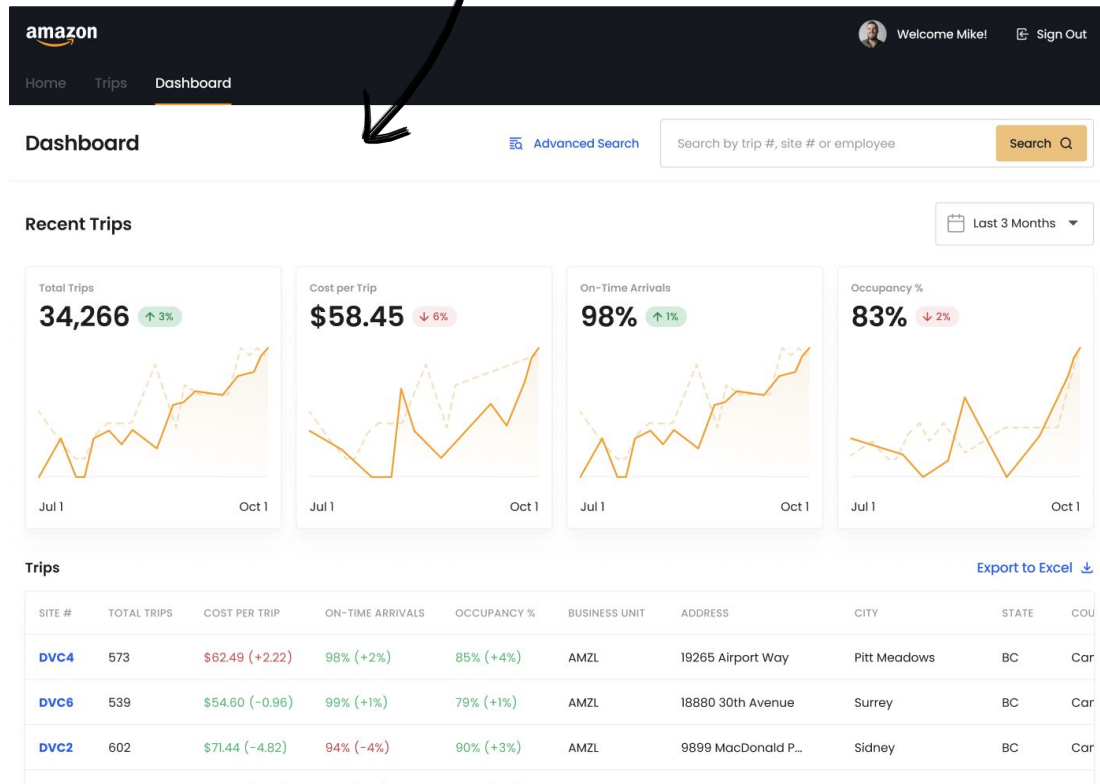 amazon
Welcome Mike!
Sign Out
Home
Trips
Dashboard
Dashboard
Advanced Search
Search by trip #, site # or employee
Search
Recent Trips
Last 3 Months
Total Trips
34,266 ↑ 3%
Jul 1 Oct 1
Cost per Trip
$58.45 ↓ 6%
Jul 1 Oct 1
On-Time Arrivals
98% ↑ 1%
Jul 1 Oct 1
Occupancy %
83% ↓ 2%
Jul 1 Oct 1
Trips
Export to Excel
SITE # TOTAL TRIPS COST PER TRIP ON-TIME ARRIVALS OCCUPANCY % BUSINESS UNIT ADDRESS CITY STATE COU
DVC4 573 $62.49 (+2.22) 98% (+2%) 85% (+4%) AMZL 19265 Airport Way Pitt Meadows BC Car
DVC6 539 $54.60 (-0.96) 99% (+1%) 79% (+1%) AMZL 18880 30th Avenue Surrey BC Car
DVC2 602 $71.44 (-4.82) 94% (-4%) 90% (+3%) AMZL 9899 MacDonald P... Sidney BC Car